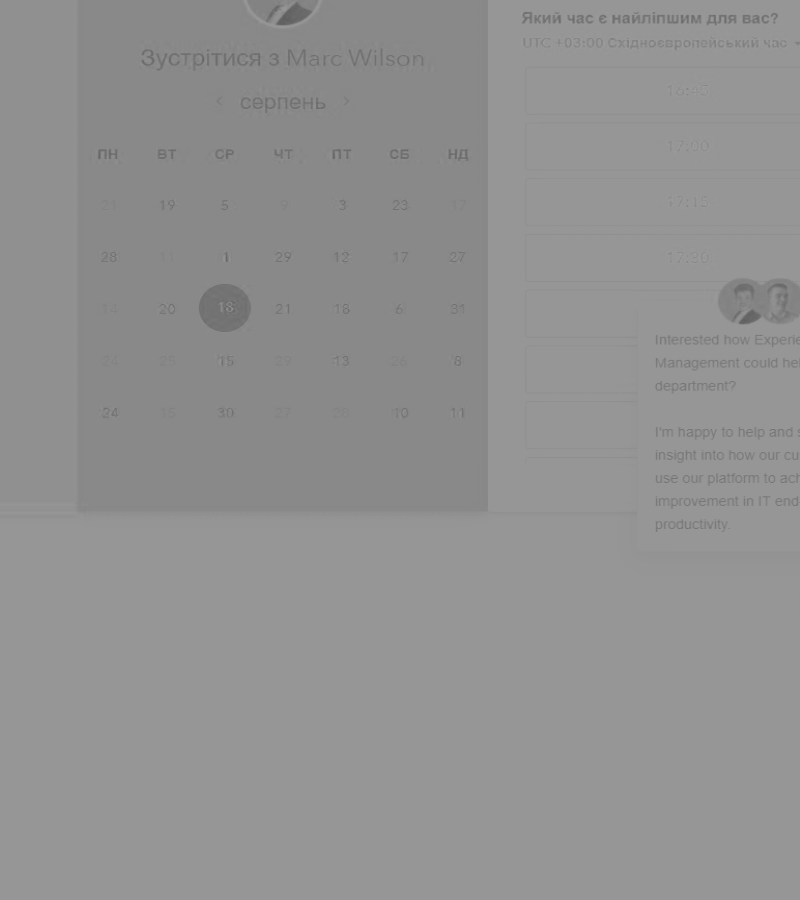 Зустрітися з Marc Wilson
серпень
ПН ВТ СР ЧТ ПТ СБ НД
21 19 5 9 3 23 17
28 1 29 12 17 27
14 20 18 21 18 6 31
24 25 15 29 13 26 8
24 15 30 27 28 10 11
Який час є найліпшим для вас?
UTC +03:00 Східноєвропейський час
16:45
17:00
17:15
17:30
Interested how Experie
Management could hel
department?
I'm happy to help and s
insight into how our cu
use our platform to ach
improvement in IT end
productivity.